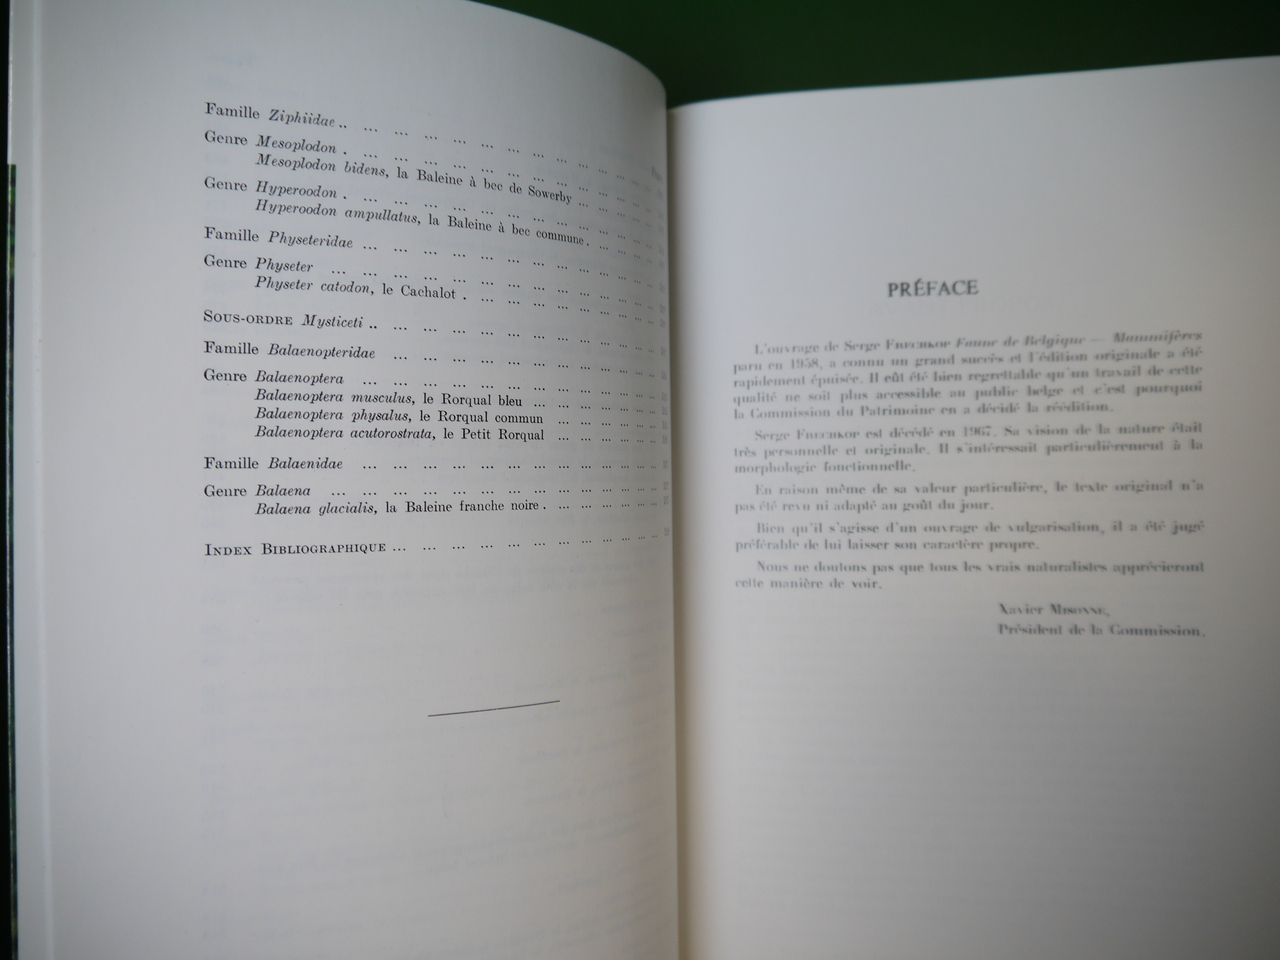 Famille Ziphiidae .. ... ... ... ... ... ... ... ... ... ... ...
Genre Mesoplodon . ... ... ... ... ... ... ... ... ... ... ...
Mesoplodon bidens, la Baleine à bec de Sowerby ... ... ... ...
Genre Hyperoodon . ... ... ... ... ... ... ... ... ... ... ...
Hyperoodon ampullatus, la Baleine à bec commune . ... ... ...
Famille Physeteridae ... ... ... ... ... ... ... ... ... ... ...
Genre Physeter ... ... ... ... ... ... ... ... ... ... ... ...
Physeter catodon, le Cachalot . ... ... ... ... ... ... ... ...
SOUS-ORDRE Mysticeti .. ... ... ... ... ... ... ... ... ... ...
Famille Balaenopteridae ... ... ... ... ... ... ... ... ... ...
Genre Balaenoptera ... ... ... ... ... ... ... ... ... ... ...
Balaenoptera musculus, le Rorqual bleu ... ... ... ... ... ...
Balaenoptera physalus, le Rorqual commun ... ... ... ... ...
Balaenoptera acutorostrata, le Petit Rorqual ... ... ... ... ...
Famille Balaenidae ... ... ... ... ... ... ... ... ... ... ...
Genre Balaena ... ... ... ... ... ... ... ... ... ... ... ...
Balaena glacialis, la Baleine franche noire . ... ... ... ... ...
INDEX BIBLIOGRAPHIQUE ... ... ... ... ... ... ... ... ... ...
PRÉFACE
L'ouvrage de Serge FRECHKOP Faune de Belgique — Mammifères
paru en 1958, a connu un grand succès et l'édition originale a été
rapidement épuisée. Il eût été bien regrettable qu'un travail de cette
qualité ne soit plus accessible au public belge et c'est pourquoi
la Commission du Patrimoine en a décidé la réédition.
Serge FRECHKOP est décédé en 1967. Sa vision de la nature était
très personnelle et originale. Il s'intéressait particulièrement à la
morphologie fonctionnelle.
En raison même de sa valeur particulière, le texte original n'a
pas été revu ni adapté au goût du jour.
Bien qu'il s'agisse d'un ouvrage de vulgarisation, il a été jugé
préférable de lui laisser son caractère propre.
Nous ne doutons pas que tous les vrais naturalistes apprécieront
cette manière de voir.
Xavier MISONNE,
Président de la Commission.